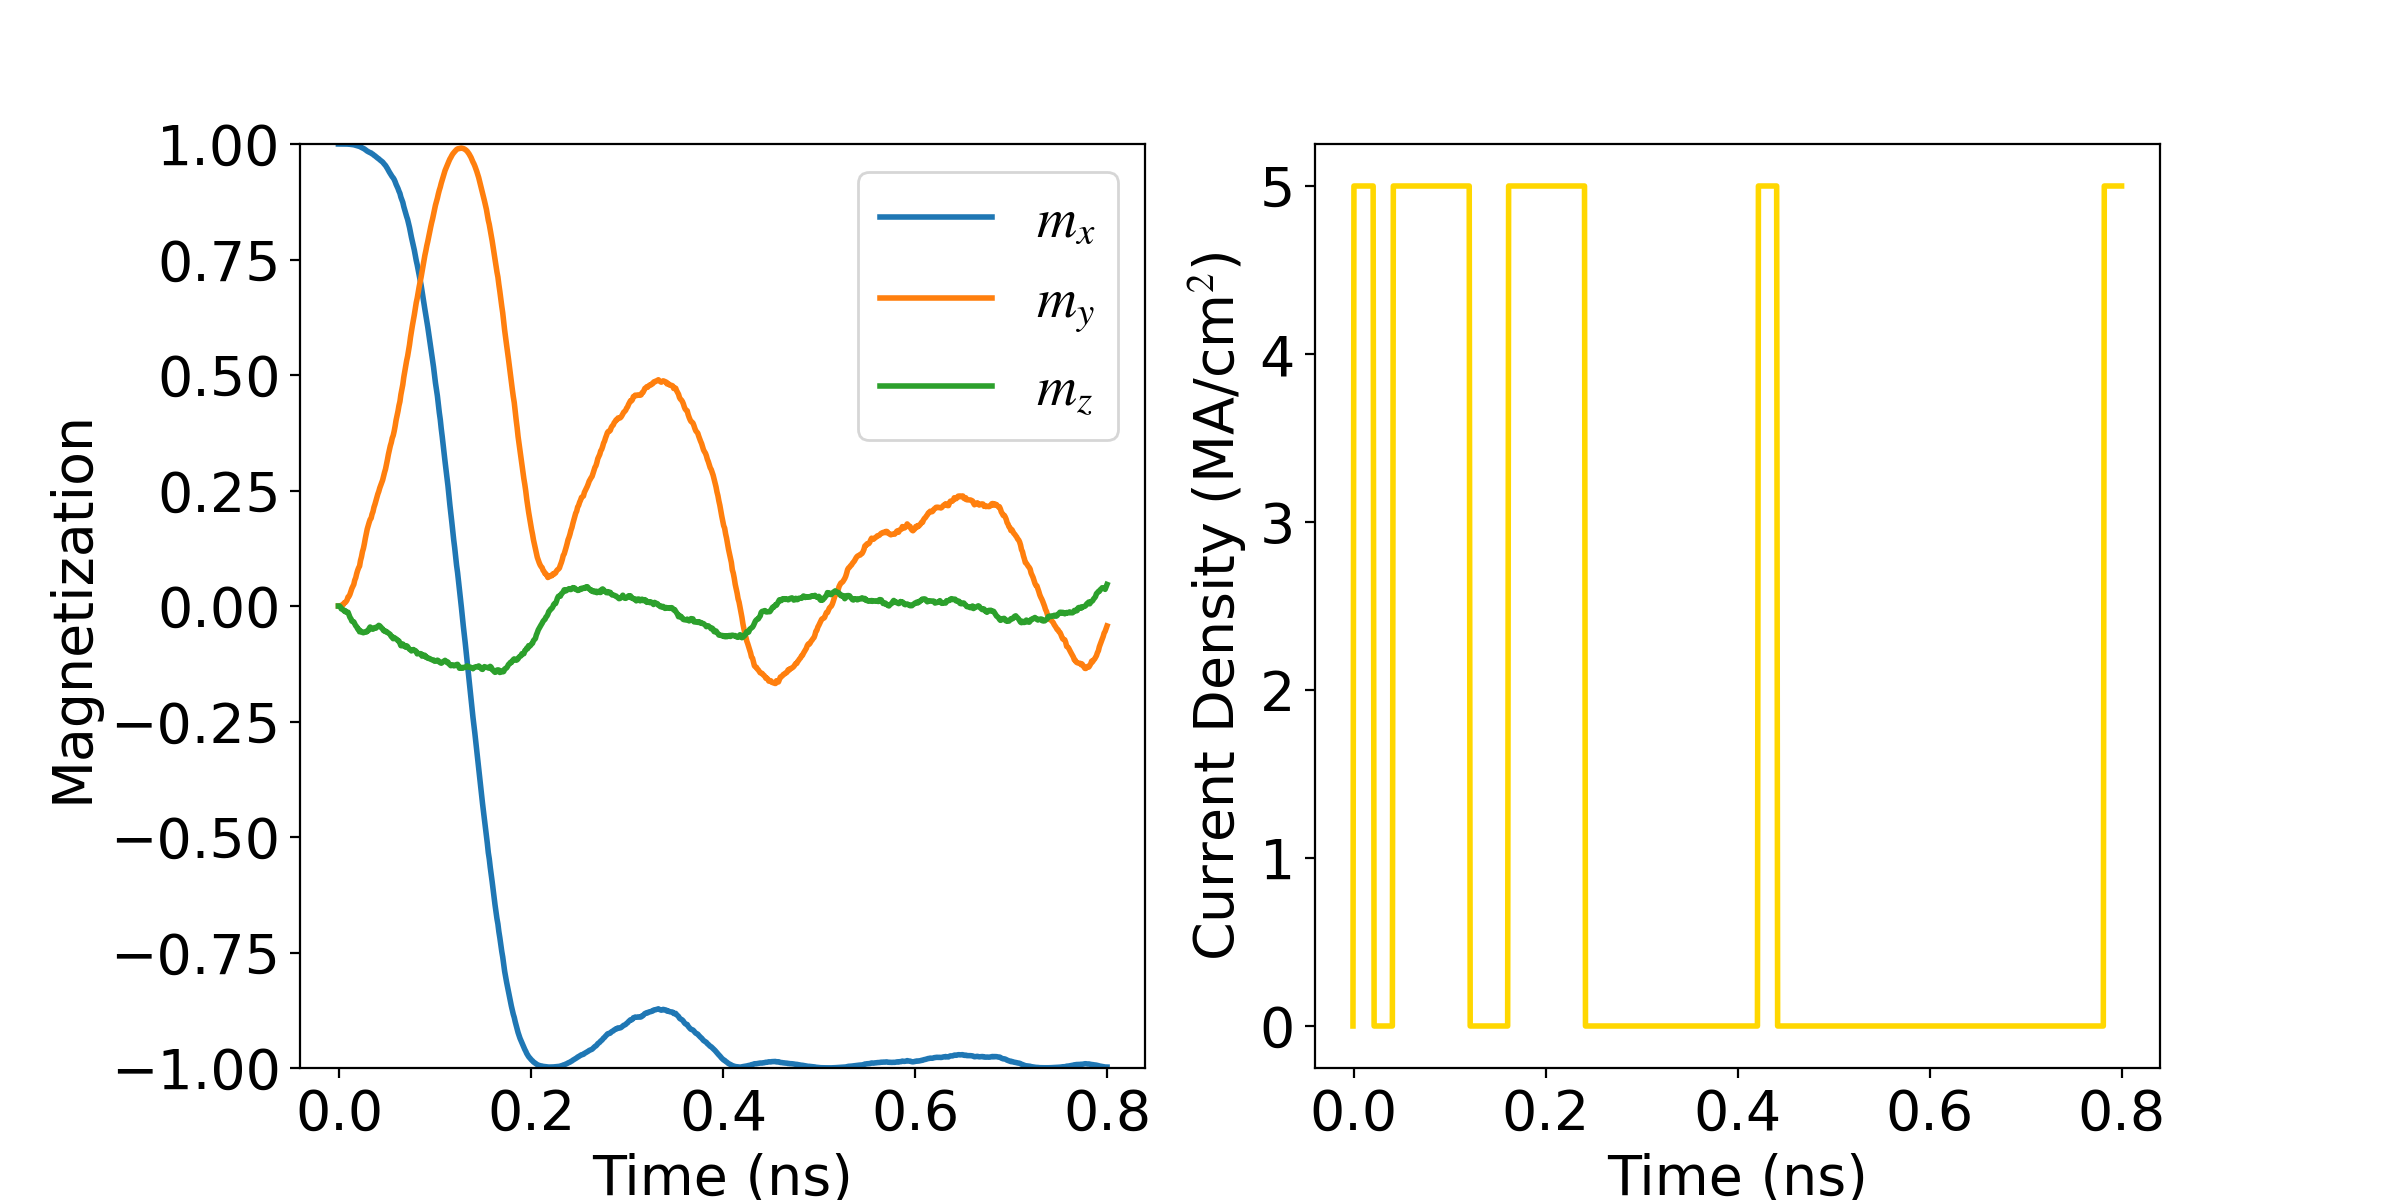 1.00
0.75
0.50
0.25
0.00
−0.25
−0.50
−0.75
−1.00
Magnetization
0.0 0.2 0.4 0.6 0.8
Time (ns)
m_x
m_y
m_z
5
4
3
2
1
0
Current Density (MA/cm²)
0.0 0.2 0.4 0.6 0.8
Time (ns)